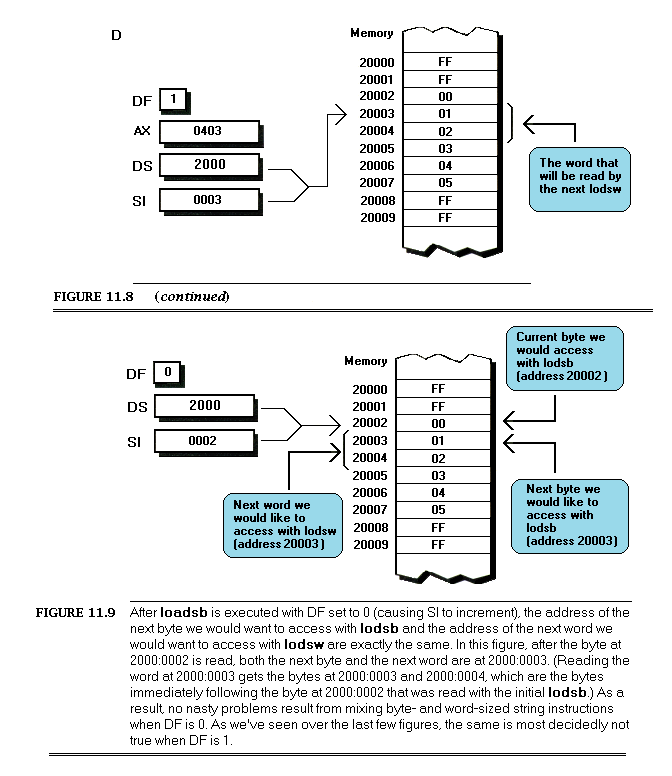 D
Memory
20000 FF
20001 FF
20002 00
20003 01
20004 02
20005 03
20006 04
20007 05
20008 FF
20009 FF
DF 1
AX 0403
DS 2000
SI 0003
The word that
will be read by
the next lodsw
FIGURE 11.8 (continued)
Current byte we
would access
with lodsb
(address 20002)
Memory
20000 FF
20001 FF
20002 00
20003 01
20004 02
20005 03
20006 04
20007 05
20008 FF
20009 FF
DF 0
DS 2000
SI 0002
Next word we
would like to
access with lodsw
(address 20003)
Next byte we
would like to
access with
lodsb
(address 20003)
FIGURE 11.9 After loadsb is executed with DF set to 0 (causing SI to increment), the address of the
next byte we would want to access with lodsb and the address of the next word we
would want to access with lodsw are exactly the same. In this figure, after the byte at
2000:0002 is read, both the next byte and the next word are at 2000:0003. (Reading the
word at 2000:0003 gets the bytes at 2000:0003 and 2000:0004, which are the bytes
immediately following the byte at 2000:0002 that was read with the initial lodsb.) As a
result, no nasty problems result from mixing byte- and word-sized string instructions
when DF is 0. As we've seen over the last few figures, the same is most decidedly not
true when DF is 1.